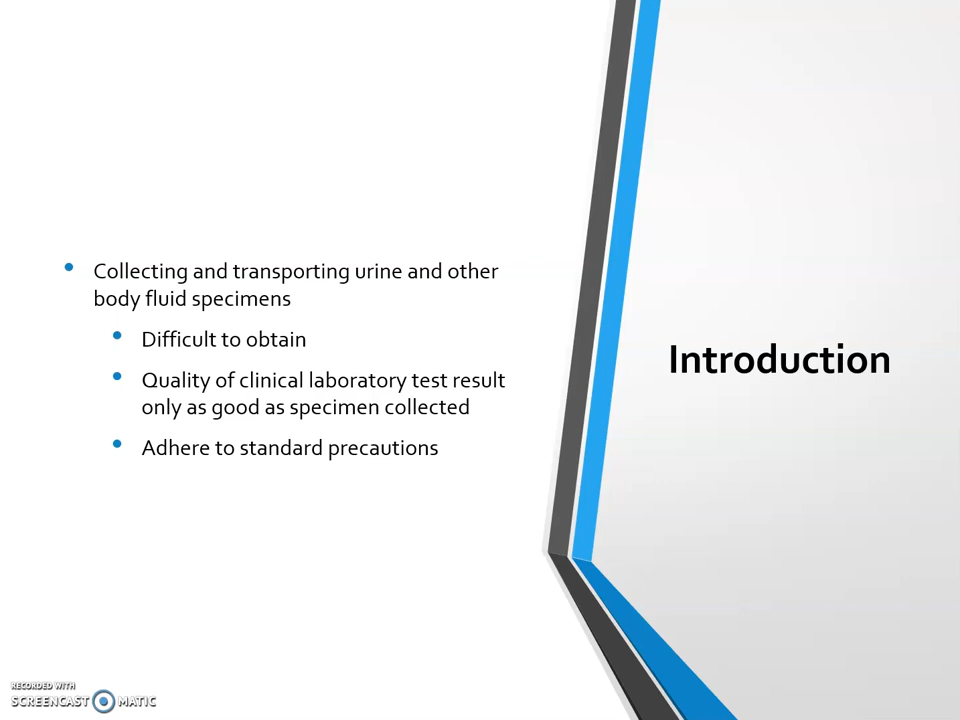 Collecting and transporting urine and other
body fluid specimens
Difficult to obtain
Quality of clinical laboratory test result
only as good as specimen collected
Adhere to standard precautions
Introduction
RECORDED WITH
SCREENCAST MATIC